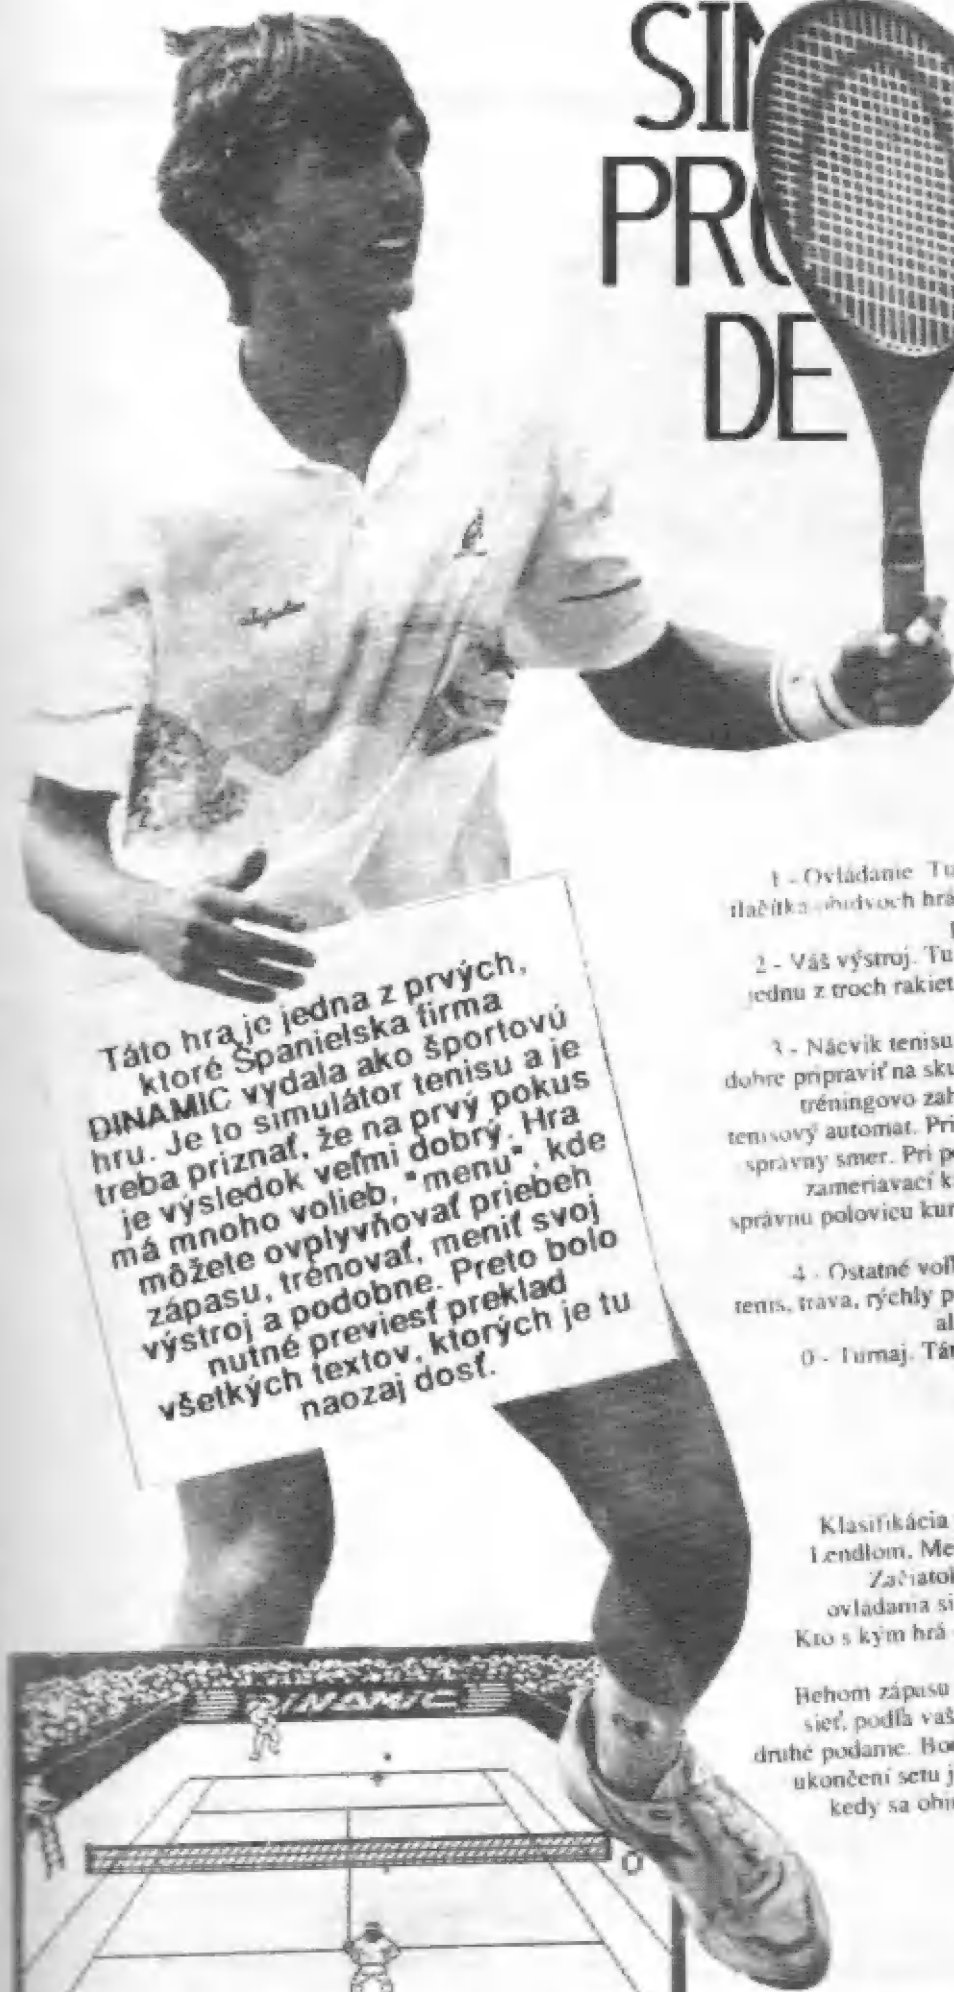 SIM
PRO
DE
Táto hra je jedna z prvých,
ktoré Španielska firma
DINAMIC vydala ako športovú
hru. Je to simulátor tenisu a je
treba priznať, že na prvý pokus
je výsledok veľmi dobrý. Hra
má mnoho volieb, "menu", kde
môžete ovplyvňovať priebeh
zápasu, trénovať, meniť svoj
výstroj a podobne. Preto bolo
nutné previesť preklad
všetkých textov, ktorých je tu
naozaj dosť.
1 - Ovládanie Tu
tlačítka obidvoch hrá
2 - Váš výstroj. Tu
jednu z troch rakiet
3 - Nácvik tenisu
dobre pripraviť na sku
tréningovo zah
tenisový automat. Pri
správny smer. Pri p
zameriavací k
správnu polovicu kur
4 - Ostatné voľ
tenis, trava, rýchly p
al
0 - Turnaj. Tá
Klasifikácia
Lendlom, Me
Začiatok
ovládania si
Kto s kým hrá
Behom zápasu
sieť, podľa vaš
druhé podanie. Bo
ukončení setu j
kedy sa
DINAMIC